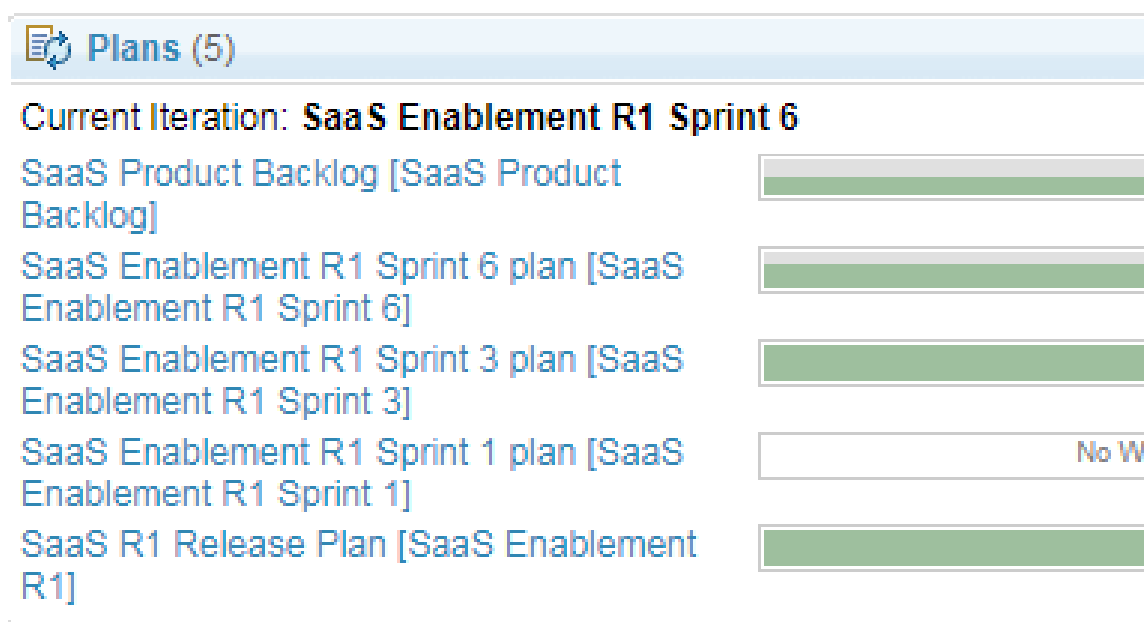 Plans (5)
Current Iteration: SaaS Enablement R1 Sprint 6
SaaS Product Backlog [SaaS Product
Backlog]
SaaS Enablement R1 Sprint 6 plan [SaaS
Enablement R1 Sprint 6]
SaaS Enablement R1 Sprint 3 plan [SaaS
Enablement R1 Sprint 3]
SaaS Enablement R1 Sprint 1 plan [SaaS
Enablement R1 Sprint 1]
No W
SaaS R1 Release Plan [SaaS Enablement
R1]